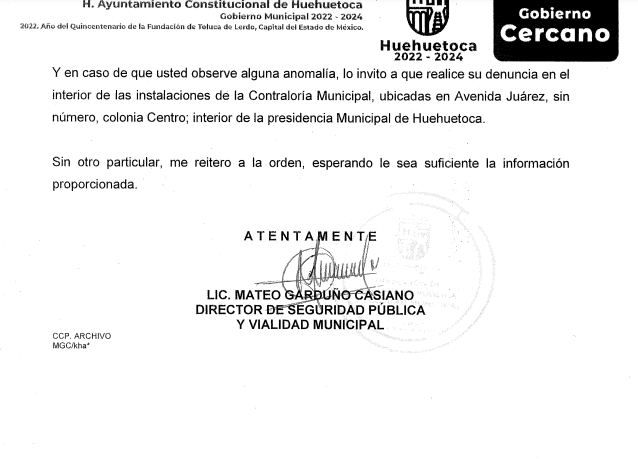 H. Ayuntamiento Constitucional de Huehuetoca
Gobierno Municipal 2022 - 2024
2022. Año del Quincentenario de la Fundación de Toluca de Lerdo, Capital del Estado de México.
Huehuetoca
2022 - 2024
Gobierno
Cercano
Y en caso de que usted observe alguna anomalía, lo invito a que realice su denuncia en el
interior de las instalaciones de la Contraloría Municipal, ubicadas en Avenida Juárez, sin
número, colonia Centro; interior de la presidencia Municipal de Huehuetoca.
Sin otro particular, me reitero a la orden, esperando le sea suficiente la información
proporcionada.
A T E N T A M E N T E
LIC. MATEO GARDUÑO CASIANO
DIRECTOR DE SEGURIDAD PÚBLICA
Y VIALIDAD MUNICIPAL
CCP. ARCHIVO
MGC/kha*